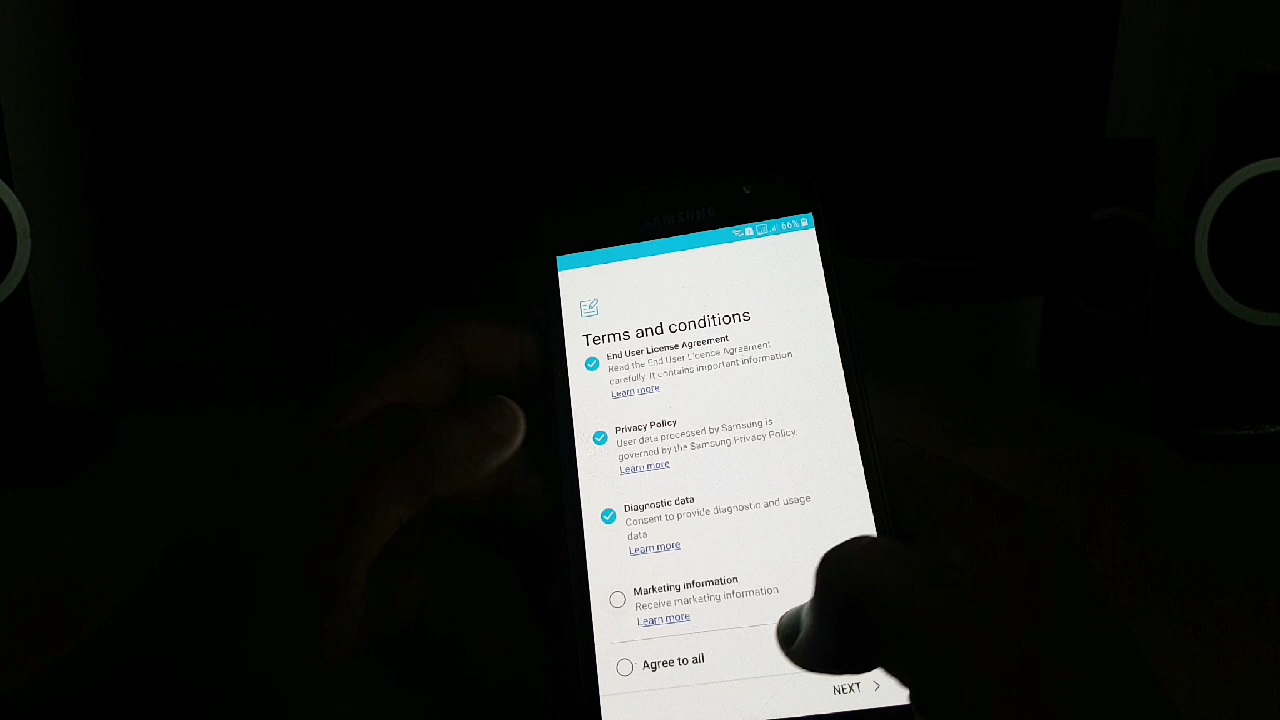 SAMSUNG
66%
Terms and conditions
End User License Agreement
Read the End User License Agreement
carefully. It contains important information.
Learn more
Privacy Policy
User data processed by Samsung is
governed by the Samsung Privacy Policy.
Learn more
Diagnostic data
Consent to provide diagnostic and usage
data
Learn more
Marketing information
Receive marketing information
Learn more
Agree to all
NEXT